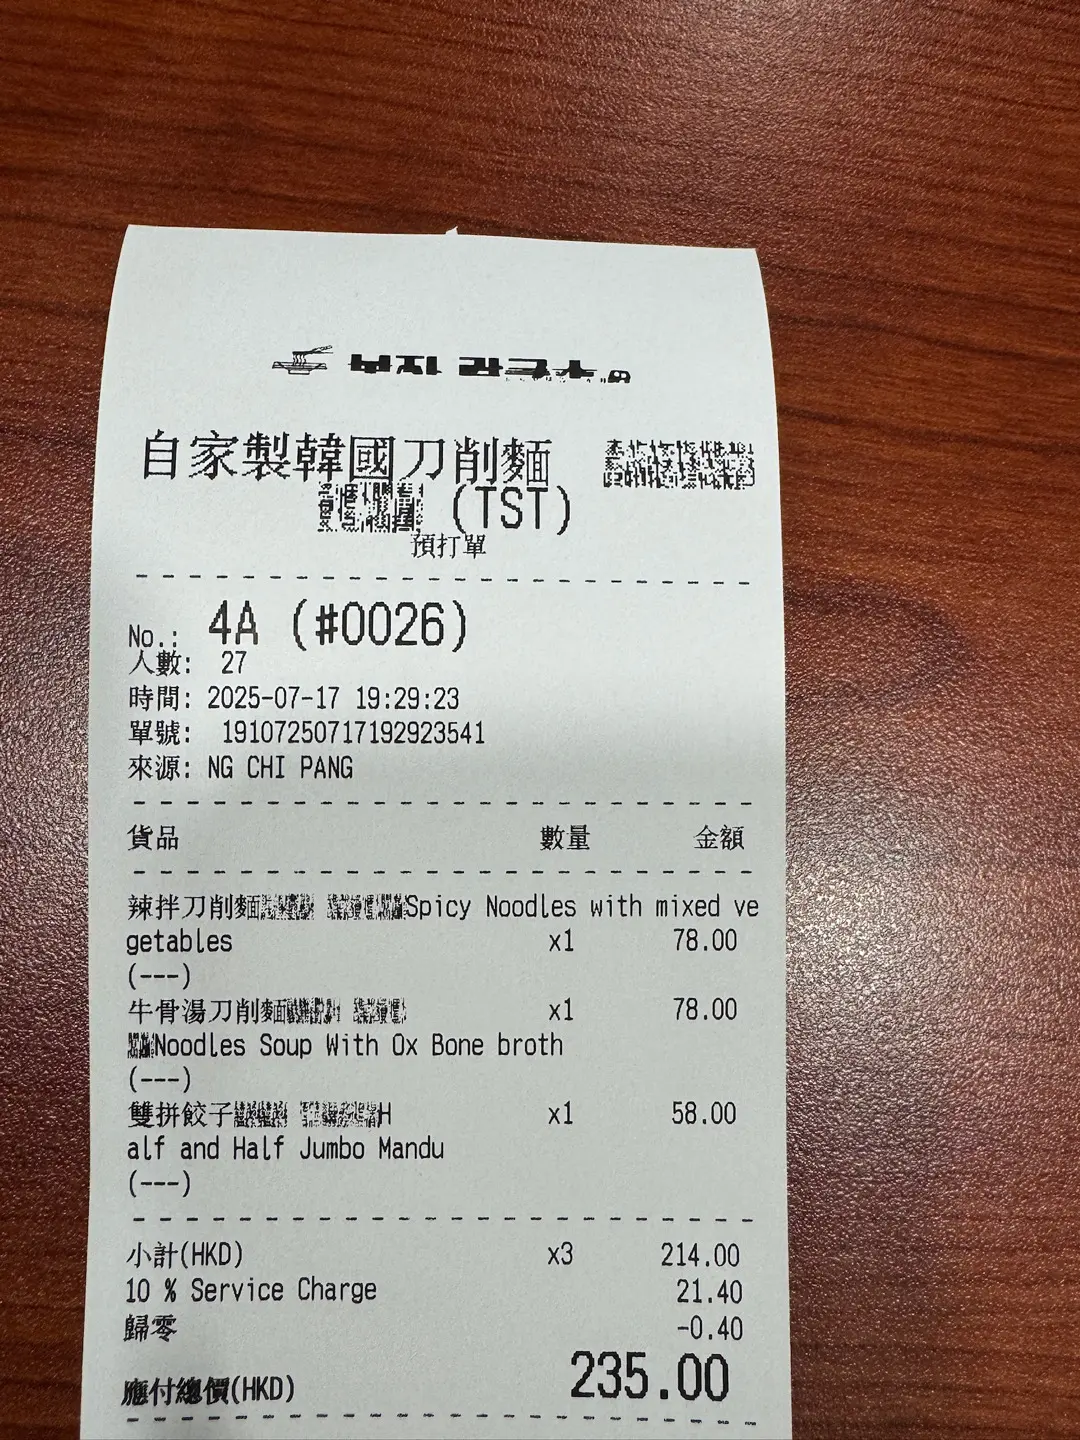 부자 칼국수
自家製韓國刀削麵
(TST)
預打單
No.: 4A (#0026)
人數: 27
時間: 2025-07-17 19:29:23
單號: 19107250717192923541
來源: NG CHI PANG
貨品 數量 金額
辣拌刀削麵 Spicy Noodles with mixed ve
getables x1 78.00
(---)
牛骨湯刀削麵 x1 78.00
Noodles Soup With Ox Bone broth
(---)
雙拼餃子 H x1 58.00
alf and Half Jumbo Mandu
(---)
小計(HKD) x3 214.00
10 % Service Charge 21.40
歸零 -0.40
應付總價(HKD) 235.00